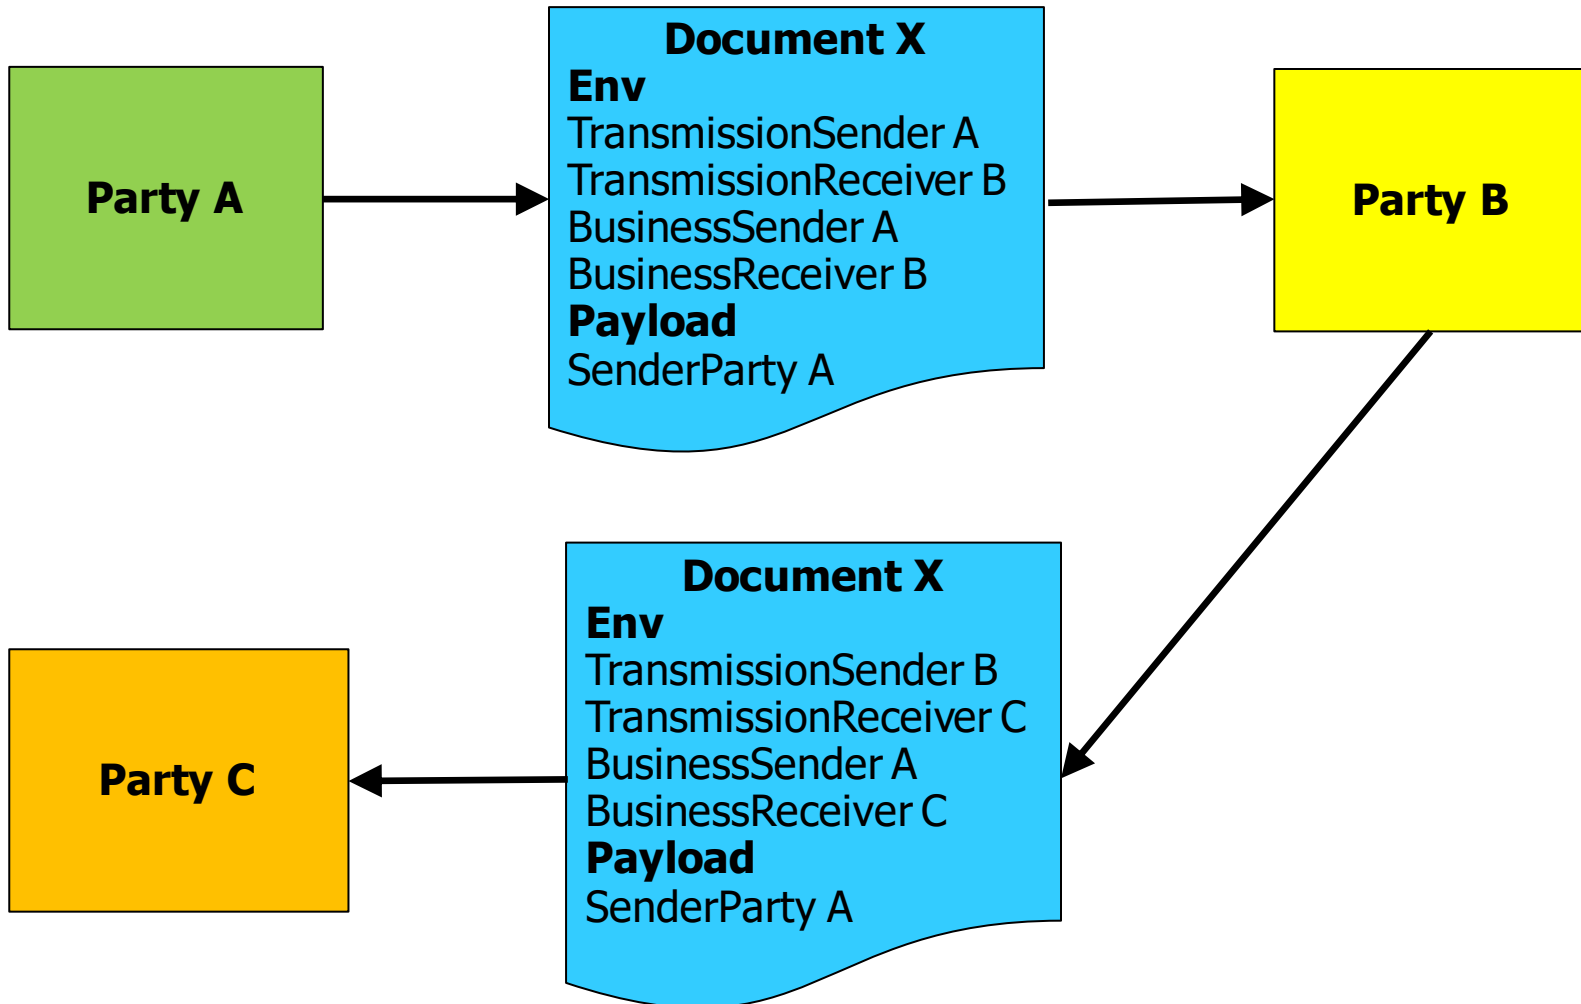 Party A
Document X
Env
TransmissionSender A
TransmissionReceiver B
BusinessSender A
BusinessReceiver B
Payload
SenderParty A
Party B
Party C
Document X
Env
TransmissionSender B
TransmissionReceiver C
BusinessSender A
BusinessReceiver C
Payload
SenderParty A